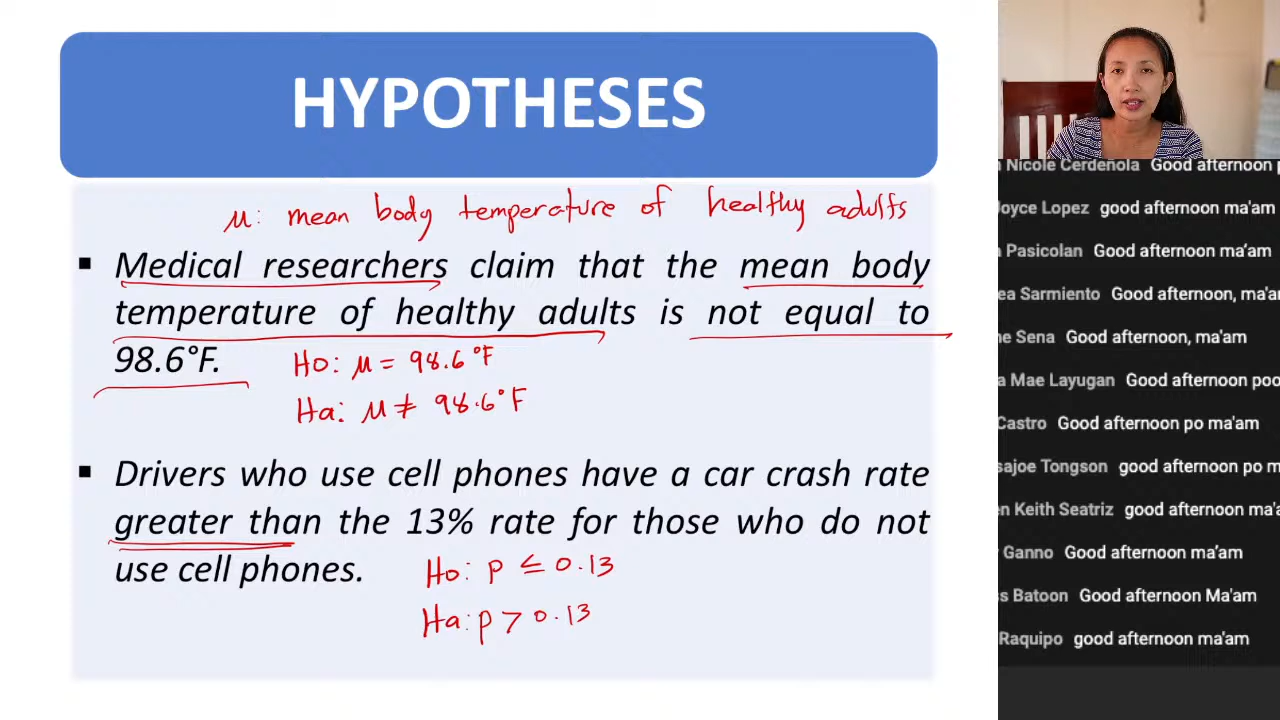 HYPOTHESES
μ: mean body temperature of healthy adults
▪ Medical researchers claim that the mean body
temperature of healthy adults is not equal to
98.6°F.
Ho: μ = 98.6°F
Ha: μ ≠ 98.6°F
▪ Drivers who use cell phones have a car crash rate
greater than the 13% rate for those who do not
use cell phones.
Ho: p ≤ 0.13
Ha: p > 0.13
Nicole Cerdenola Good afternoon
Joyce Lopez good afternoon ma'am
Pasicolan Good afternoon ma'am
Sarmiento Good afternoon, ma'am
Sena Good afternoon, ma'am
Mae Layugan Good afternoon
Castro Good afternoon po ma'am
Tongson good afternoon po
Keith Seatriz good afternoon
Ganno Good afternoon ma'am
Batoon Good afternoon Ma'am
Raquipo good afternoon ma'am